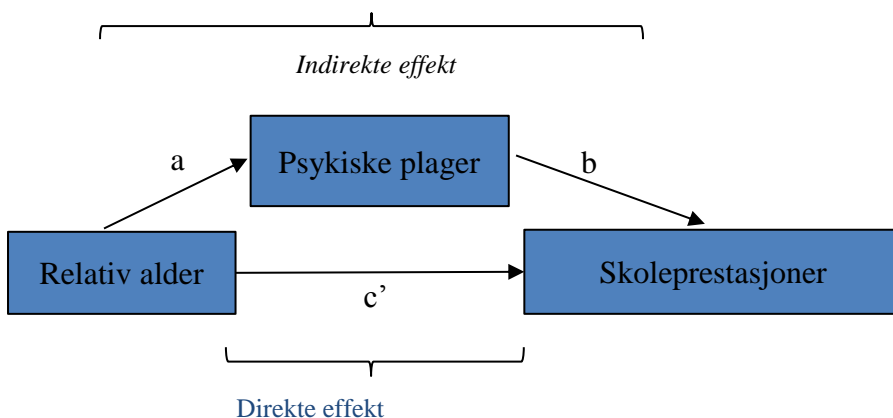 Indirekte effekt
a
Psykiske plager
b
Relativ alder
Skoleprestasjoner
c’
Direkte effekt